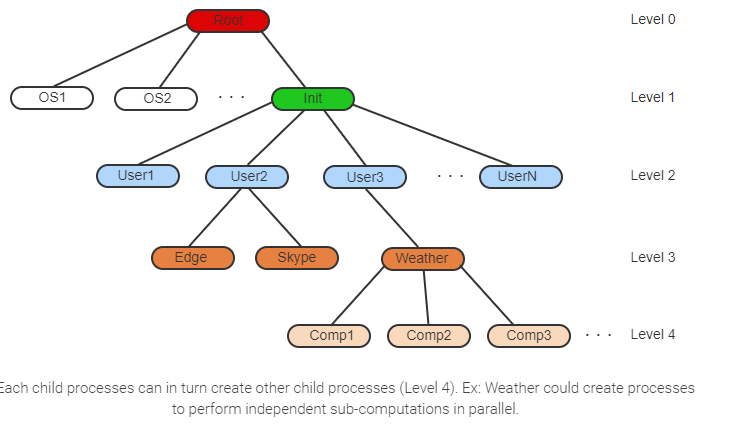 Root Level 0
OS1 OS2 . . . Init Level 1
User1 User2 User3 . . . UserN Level 2
Edge Skype Weather Level 3
Comp1 Comp2 Comp3 . . . Level 4
Each child processes can in turn create other child processes (Level 4). Ex: Weather could create processes
to perform independent sub-computations in parallel.